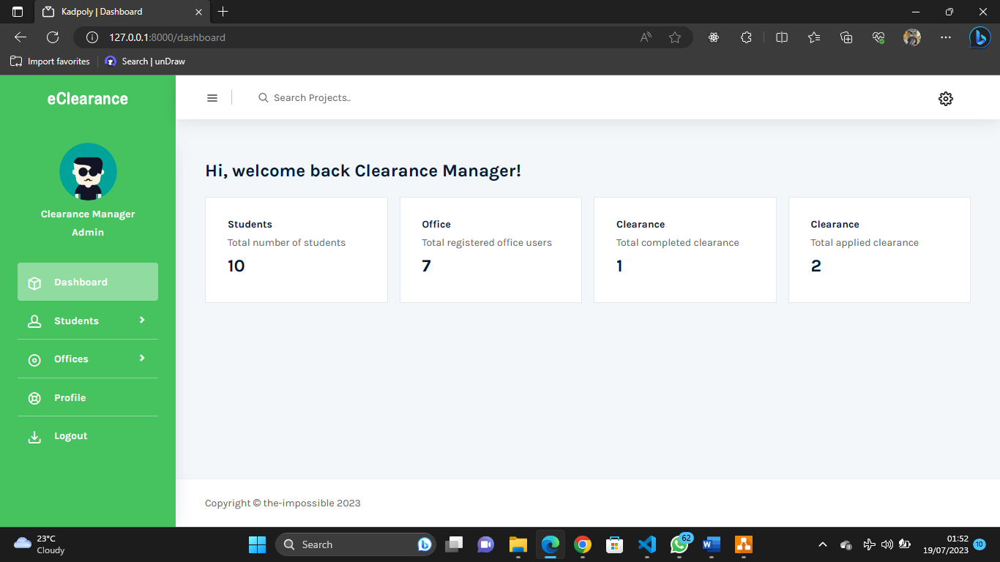 Kadpoly | Dashboard
127.0.0.1:8000/dashboard
Import favorites
Search | unDraw
eClearance
Search Projects..
Clearance Manager
Admin
Dashboard
Students
Offices
Profile
Logout
Hi, welcome back Clearance Manager!
Students
Total number of students
10
Office
Total registered office users
7
Clearance
Total completed clearance
1
Clearance
Total applied clearance
2
Copyright © the-impossible 2023
23°C
Cloudy
Search
62
01:52
19/07/2023
10